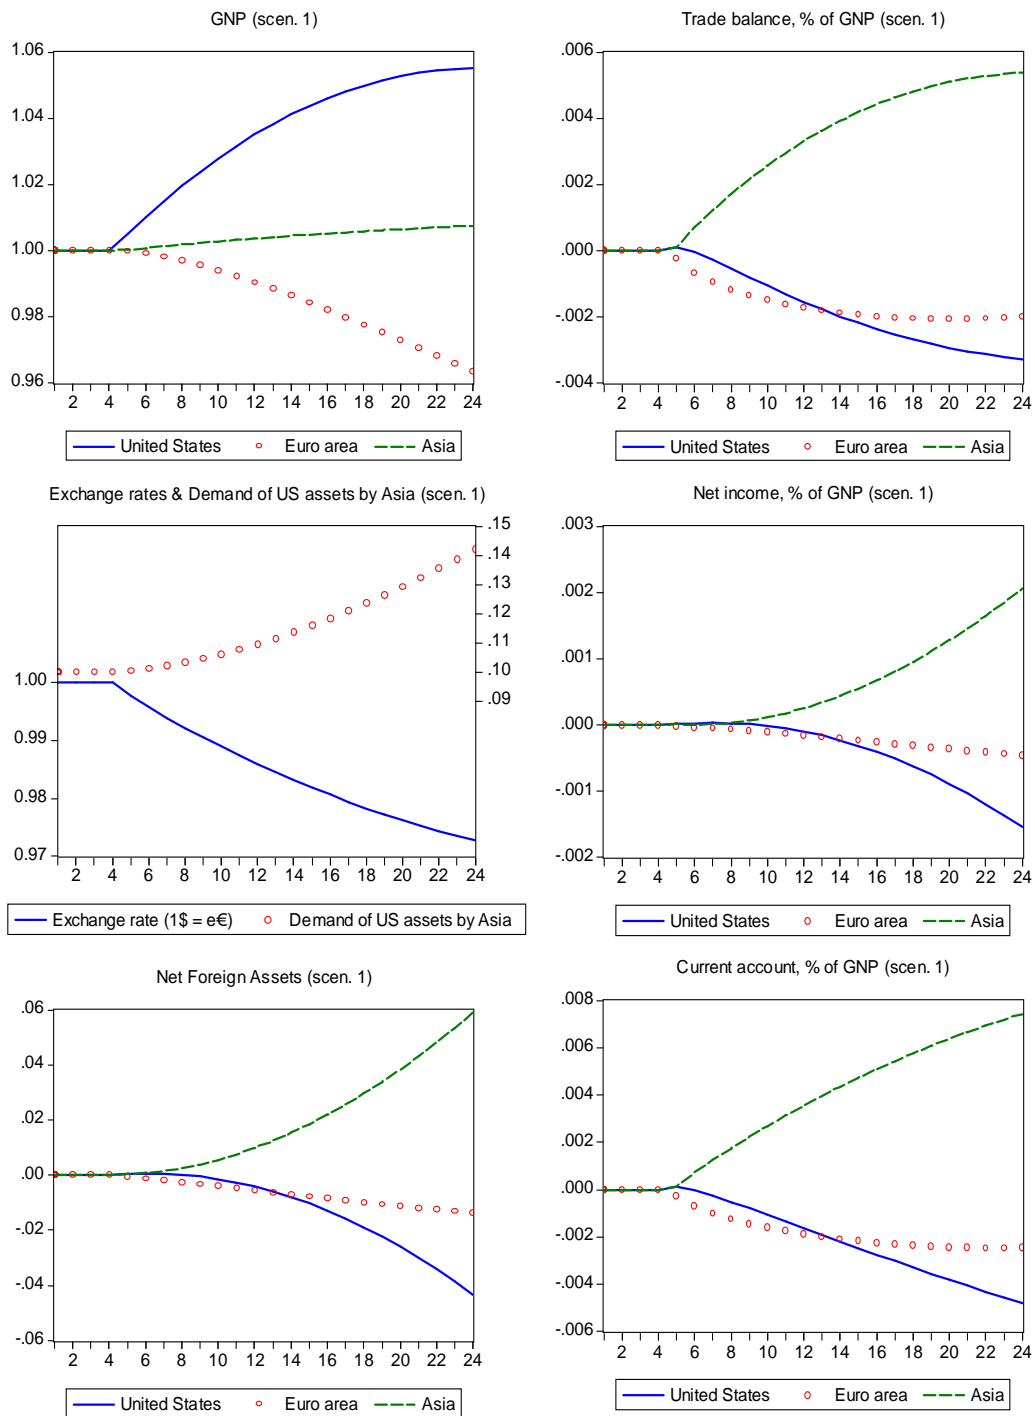 GNP (scen. 1)
1.06
1.04
1.02
1.00
0.98
0.96
2 4 6 8 10 12 14 16 18 20 22 24
United States Euro area Asia
Trade balance, % of GNP (scen. 1)
.006
.004
.002
.000
-.002
-.004
2 4 6 8 10 12 14 16 18 20 22 24
United States Euro area Asia
Exchange rates & Demand of US assets by Asia (scen. 1)
.15
.14
.13
.12
.11
.10
.09
1.00
0.99
0.98
0.97
2 4 6 8 10 12 14 16 18 20 22 24
Exchange rate (1$ = e€) Demand of US assets by Asia
Net income, % of GNP (scen. 1)
.003
.002
.001
.000
-.001
-.002
2 4 6 8 10 12 14 16 18 20 22 24
United States Euro area Asia
Net Foreign Assets (scen. 1)
.06
.04
.02
.00
-.02
-.04
-.06
2 4 6 8 10 12 14 16 18 20 22 24
United States Euro area Asia
Current account, % of GNP (scen. 1)
.008
.006
.004
.002
.000
-.002
-.004
-.006
2 4 6 8 10 12 14 16 18 20 22 24
United States Euro area Asia